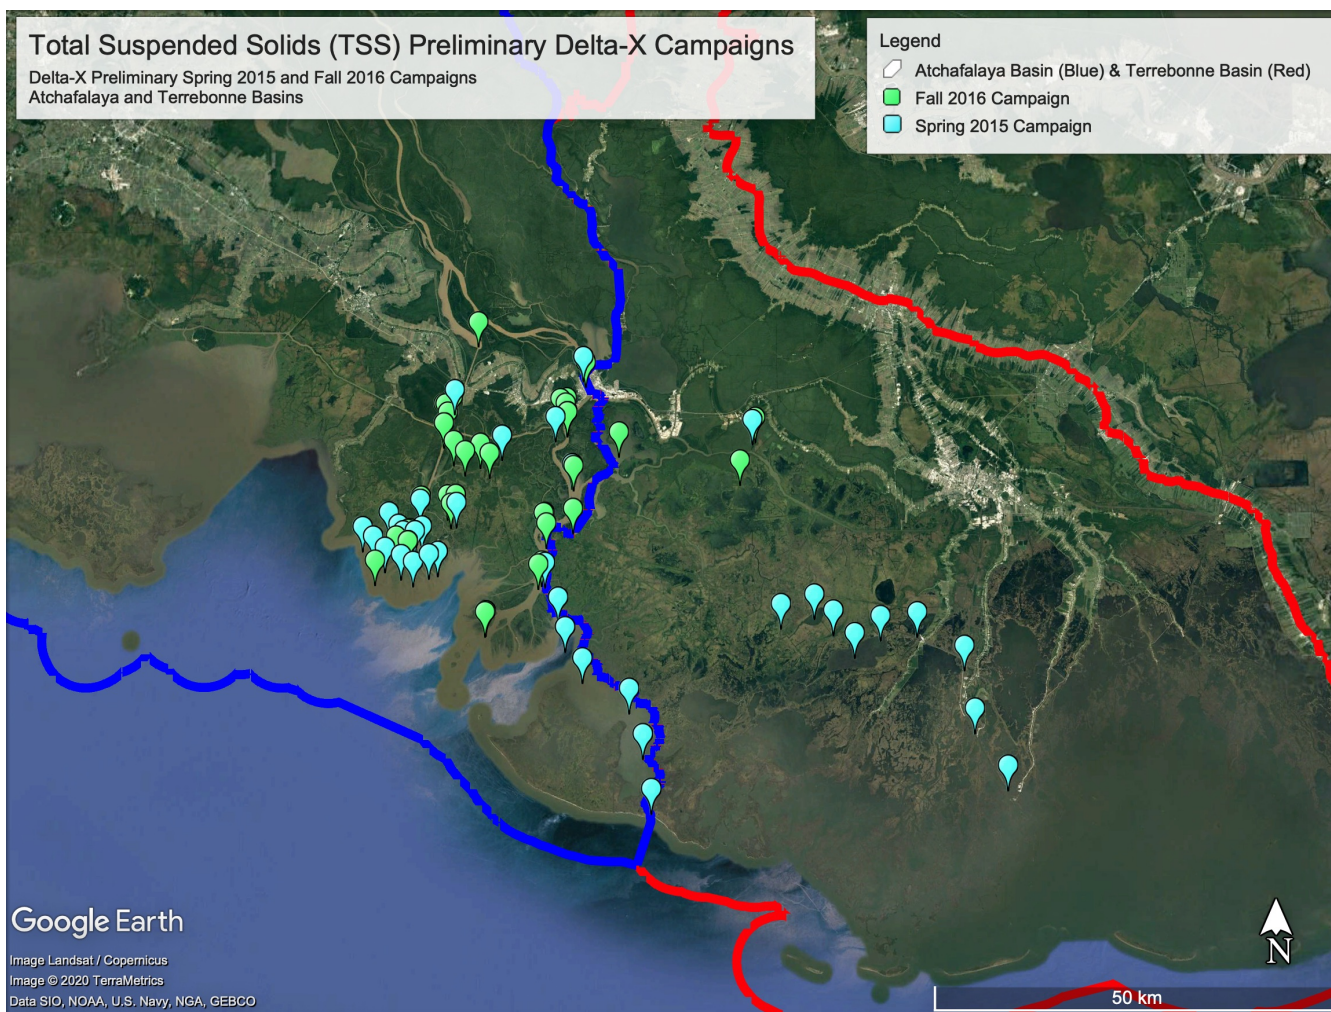 Total Suspended Solids (TSS) Preliminary Delta-X Campaigns
Delta-X Preliminary Spring 2015 and Fall 2016 Campaigns
Atchafalaya and Terrebonne Basins
Legend
Atchafalaya Basin (Blue) & Terrebonne Basin (Red)
Fall 2016 Campaign
Spring 2015 Campaign
Google Earth
Image Landsat / Copernicus
Image © 2020 TerraMetrics
Data SIO, NOAA, U.S. Navy, NGA, GEBCO
N
50 km